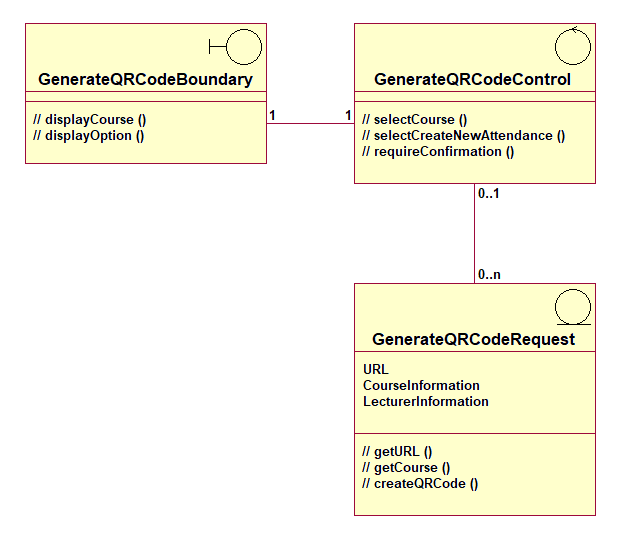 GenerateQRCodeBoundary
// displayCourse ()
// displayOption ()
1
1
GenerateQRCodeControl
// selectCourse ()
// selectCreateNewAttendance ()
// requireConfirmation ()
0..1
0..n
GenerateQRCodeRequest
URL
CourseInformation
LecturerInformation
// getURL ()
// getCourse ()
// createQRCode ()